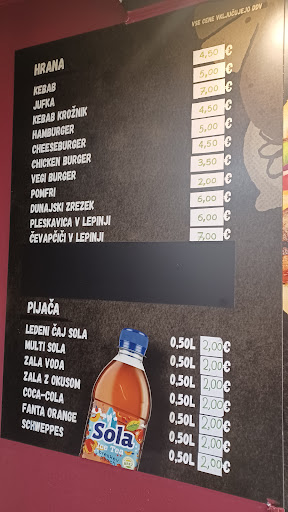 VSE CENE VKLJUČUJEJO DDV
HRANA
KEBAB 4,50 €
JUFKA 5,00 €
KEBAB KROŽNIK 7,00 €
HAMBURGER 4,50 €
CHEESEBURGER 5,00 €
CHICKEN BURGER 4,50 €
VEGI BURGER 3,50 €
POMFRI 2,00 €
DUNAJSKI ZREZEK 6,00 €
PLESKAVICA V LEPINJI 6,00 €
ČEVAPČIČI V LEPINJI 7,00 €
PIJAČA
LEDENI ČAJ SOLA 0,50L 2,00 €
MULTI SOLA 0,50L 2,00 €
ZALA VODA 0,50L 2,00 €
ZALA Z OKUSOM 0,50L 2,00 €
COCA-COLA 0,50L 2,00 €
FANTA ORANGE 0,50L 2,00 €
SCHWEPPES 0,50L 2,00 €
Sola
Ice Tea